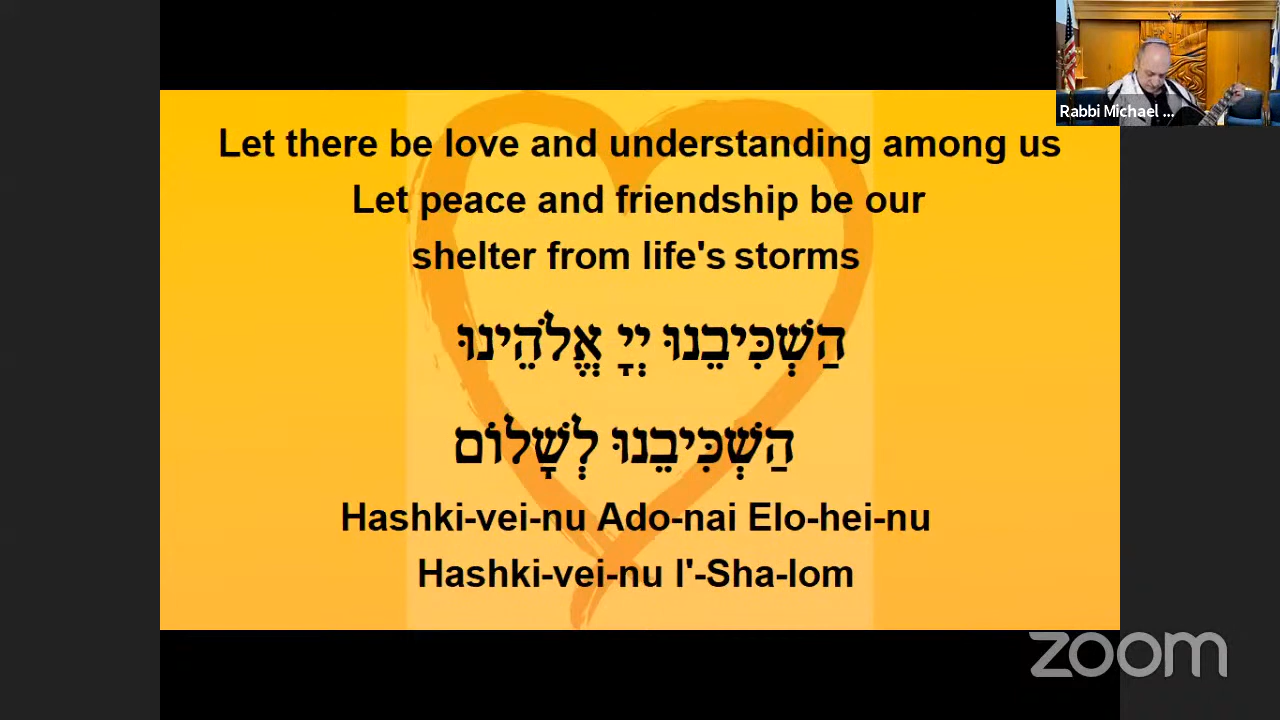 Let there be love and understanding among us
Let peace and friendship be our
shelter from life's storms
הַשְׁכִּיבֵנוּ יְיָ אֱלֹהֵינוּ
הַשְׁכִּיבֵנוּ לְשָׁלוֹם
Hashki-vei-nu Ado-nai Elo-hei-nu
Hashki-vei-nu l'-Sha-lom
Rabbi Michael ...
zoom